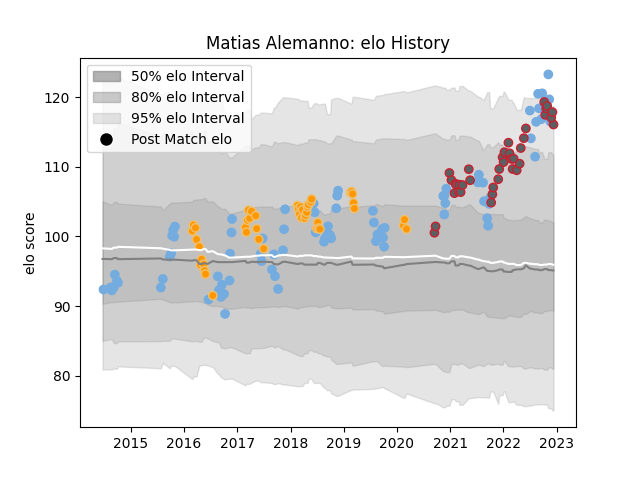 Matias Alemanno: elo History
50% elo Interval
80% elo Interval
95% elo Interval
Post Match elo
elo score
120
110
100
90
80
2015 2016 2017 2018 2019 2020 2021 2022 2023